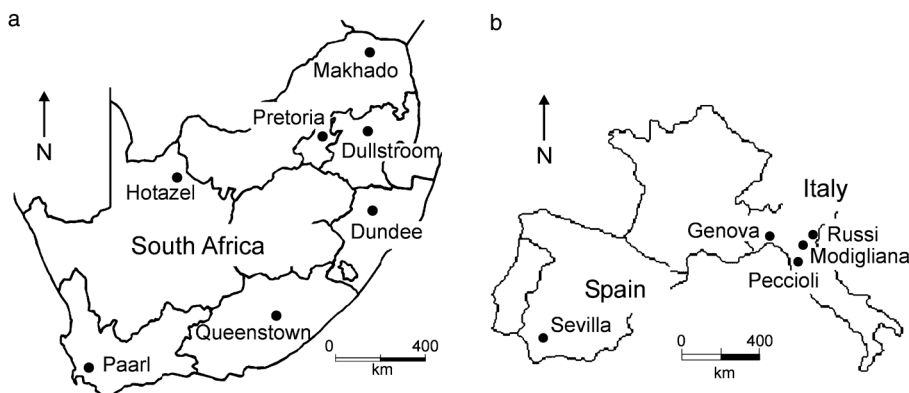 a
Makhado
N
Pretoria
Dullstroom
Hotazel
Dundee
South Africa
Queenstown
Paarl
0 400
km
b
N
Italy
Genova
Russi
Modigliana
Peccioli
Spain
Sevilla
0 400
km